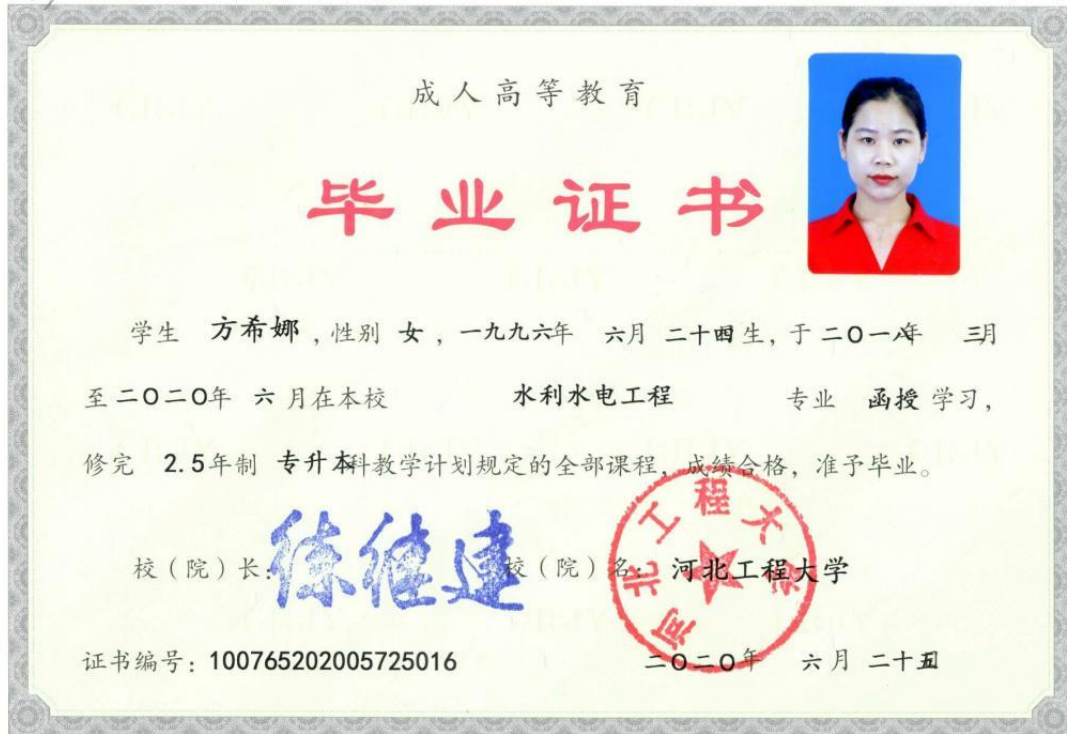 成人高等教育
毕业证书
学生 方希娜，性别 女，一九九六年 六月 二十四生，于二〇一八年 三月
至二〇二〇年 六月在本校 水利水电工程 专业 函授 学习，
修完 2.5年制 专升本科教学计划规定的全部课程，成绩合格，准予毕业。
校（院）长：练继建 校（院）名：河北工程大学
河北工程大学
证书编号：100765202005725016 二〇二〇年 六月 二十五日